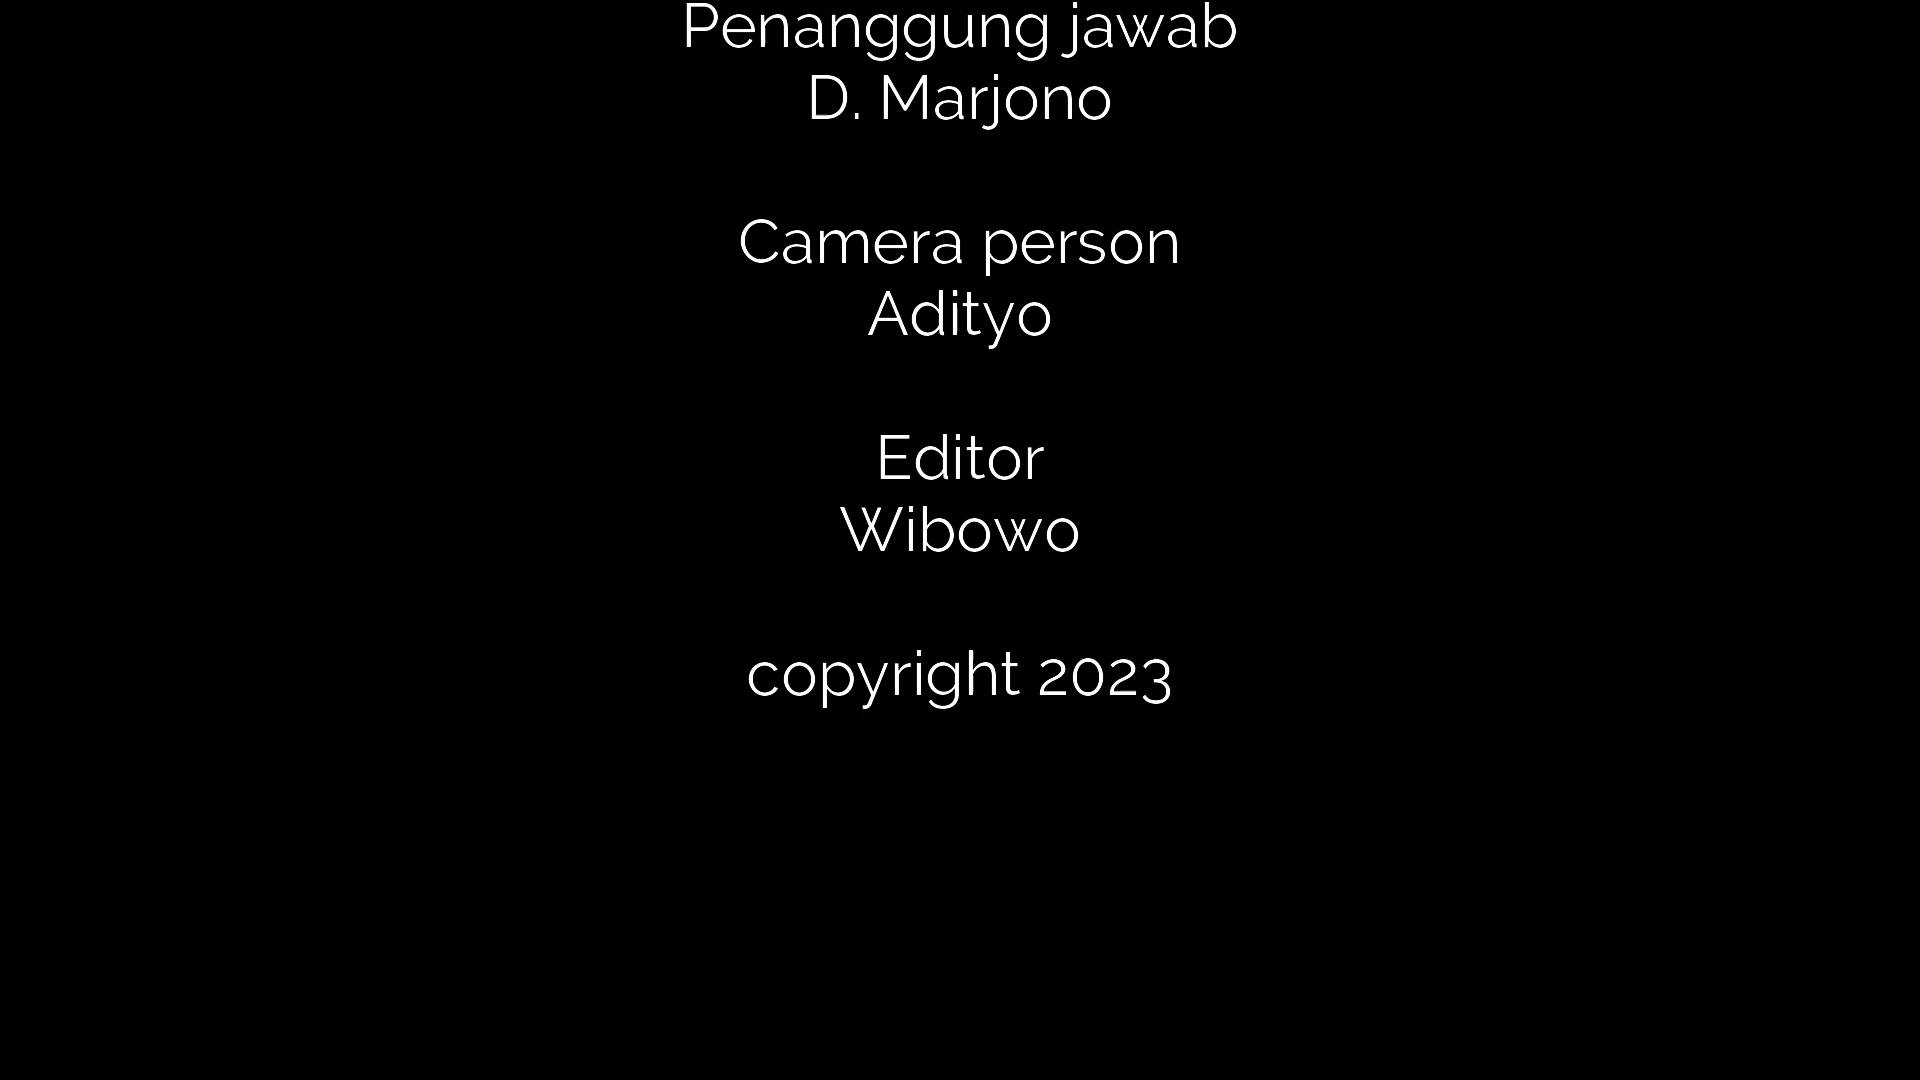 Penanggung jawab
D. Marjono
Camera person
Adityo
Editor
Wibowo
copyright 2023